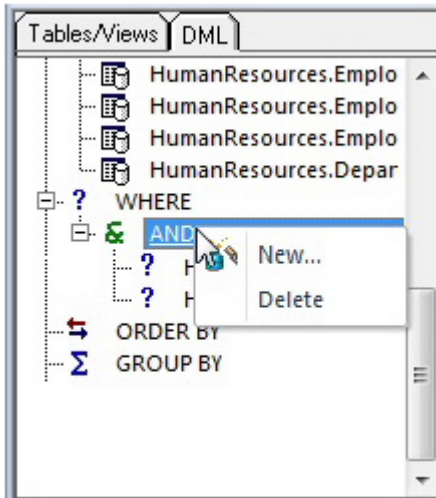 Tables/Views DML
HumanResources.Emplo
HumanResources.Emplo
HumanResources.Emplo
HumanResources.Depar
? WHERE
& AND
New...
? H
Delete
? H
ORDER BY
Σ GROUP BY